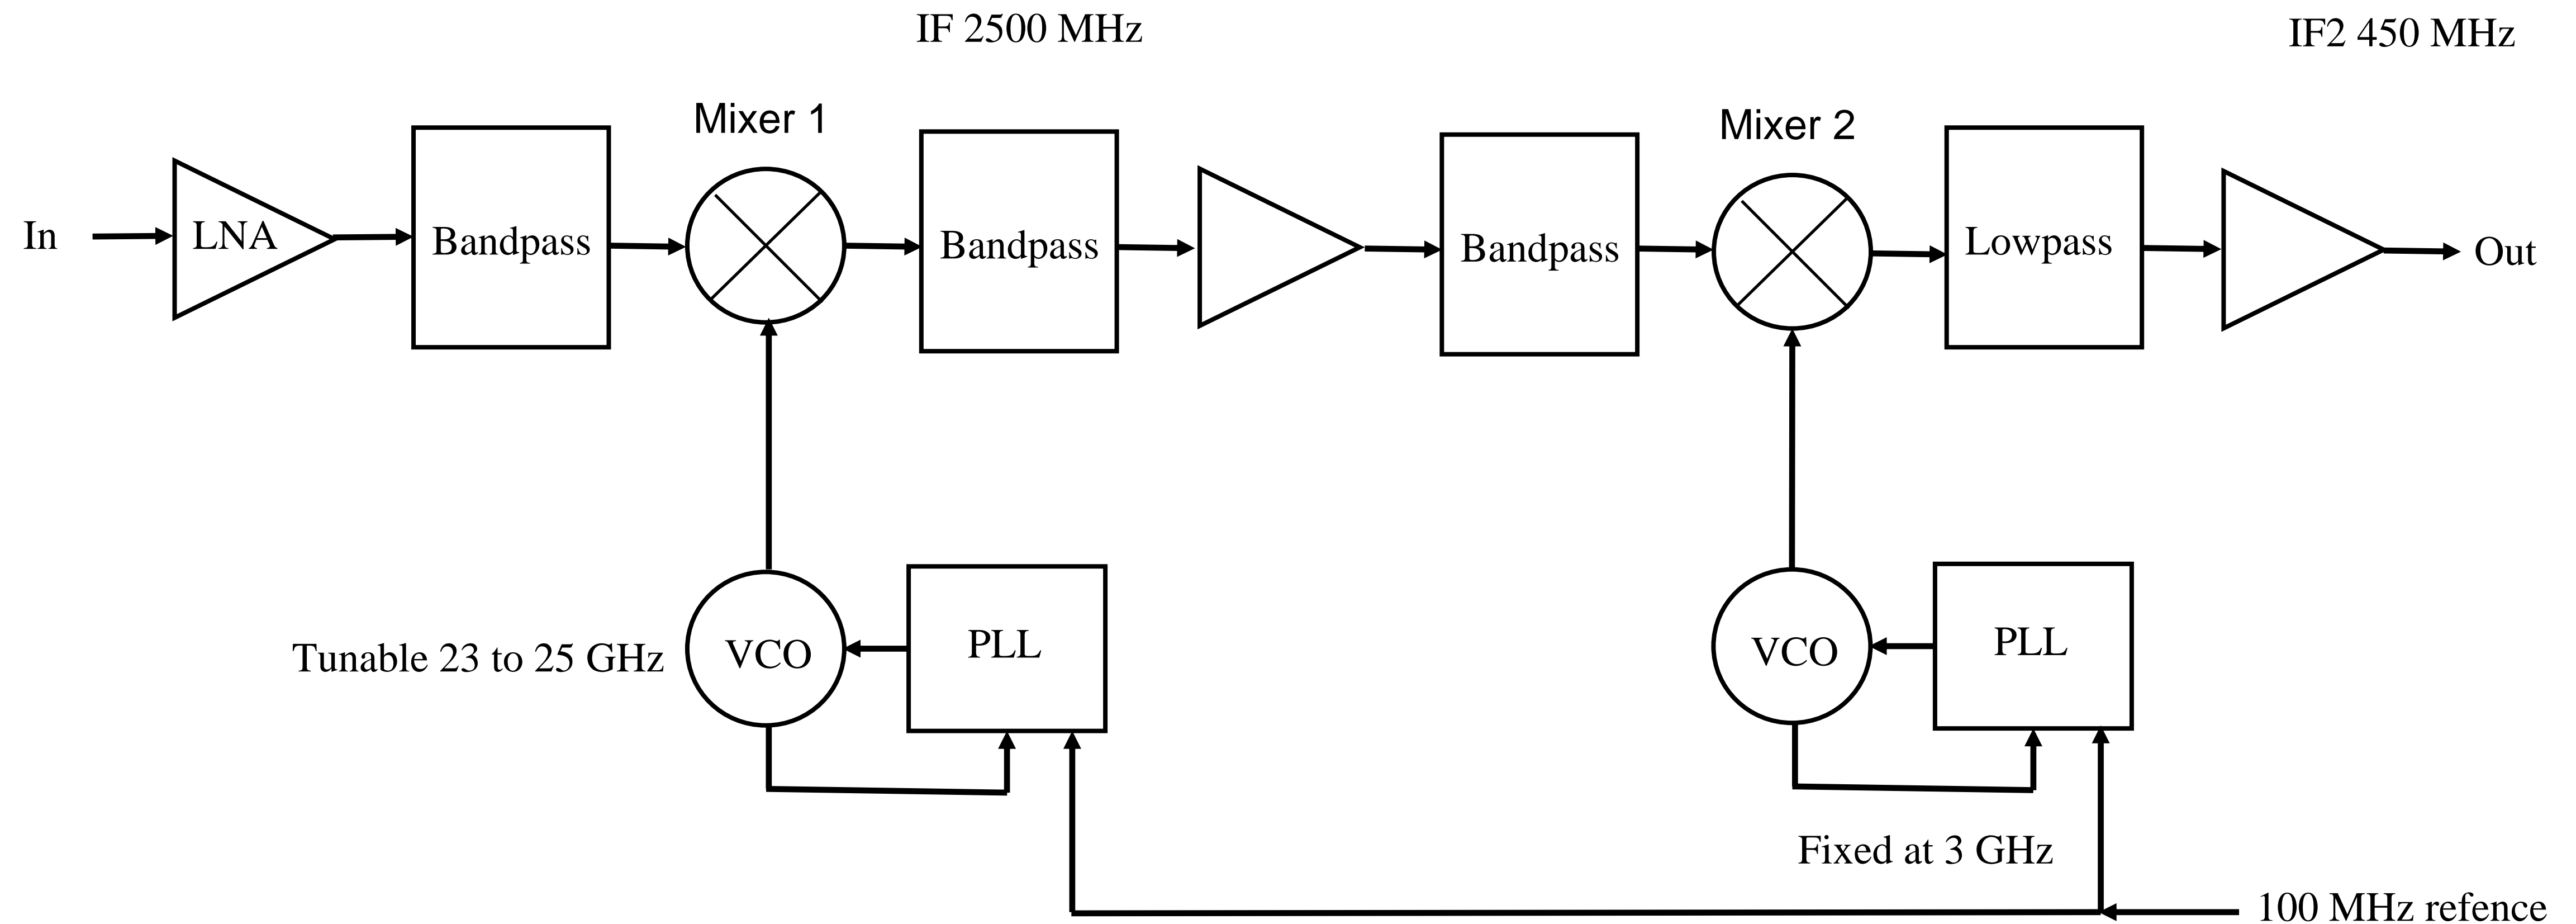 IF 2500 MHz
IF2 450 MHz
Mixer 1
Mixer 2
In
LNA
Bandpass
Bandpass
Bandpass
Lowpass
Out
Tunable 23 to 25 GHz
VCO
PLL
VCO
PLL
Fixed at 3 GHz
100 MHz refence